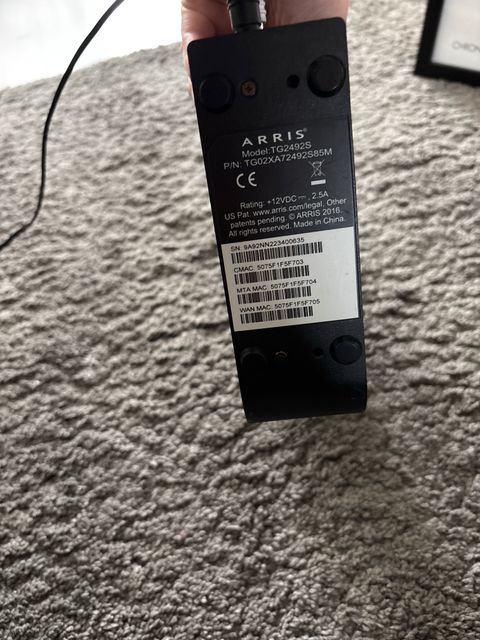 ARRIS®
Model:TG2492S
P/N: TG02XA72492S85M
CE
Rating: +12VDC ⎓, 2.5A
US Pat. www.arris.com/legal, Other
patents pending. © ARRIS 2016.
All rights reserved. Made in China.
SN: 9A92NN223400635
CMAC: 5075F1F5F703
MTA MAC: 5075F1F5F704
WAN MAC: 5075F1F5F705